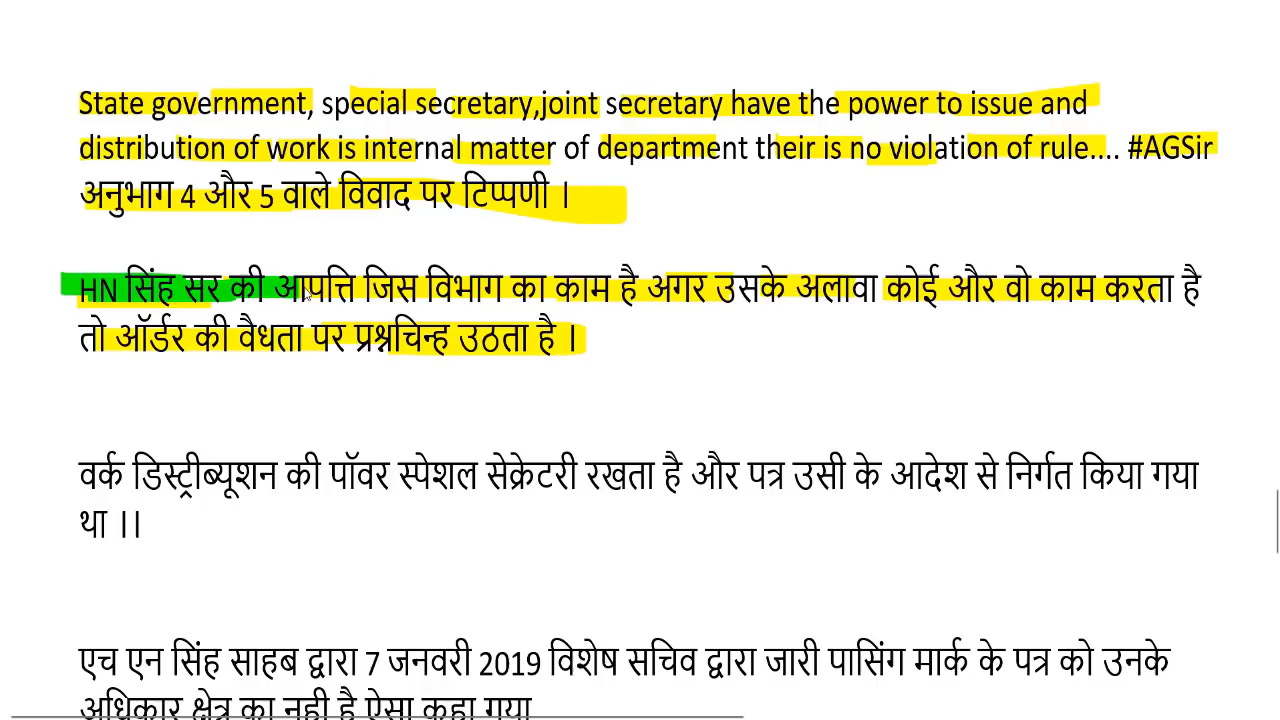 State government, special secretary,joint secretary have the power to issue and
distribution of work is internal matter of department their is no violation of rule.... #AGSir
अनुभाग 4 और 5 वाले विवाद पर टिप्पणी ।
HN सिंह सर की आपत्ति जिस विभाग का काम है अगर उसके अलावा कोई और वो काम करता है
तो ऑर्डर की वैधता पर प्रश्नचिन्ह उठता है ।
वर्क डिस्ट्रीब्यूशन की पॉवर स्पेशल सेक्रेटरी रखता है और पत्र उसी के आदेश से निर्गत किया गया
था ।।
एच एन सिंह साहब द्वारा 7 जनवरी 2019 विशेष सचिव द्वारा जारी पासिंग मार्क के पत्र को उनके
अधिकार क्षेत्र का नही है ऐसा कहा गया